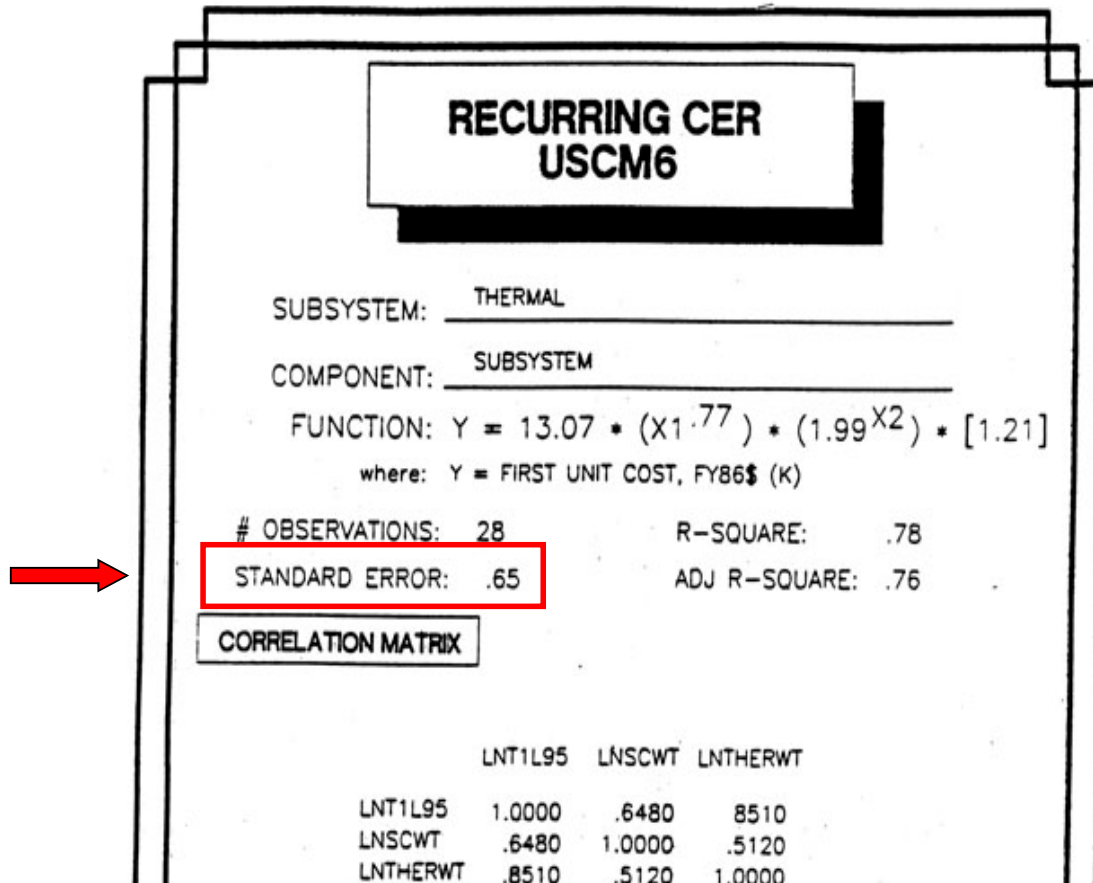 RECURRING CER
USCM6
SUBSYSTEM: THERMAL
COMPONENT: SUBSYSTEM
FUNCTION: Y = 13.07 * (X1^.77) * (1.99^X2) * [1.21]
where: Y = FIRST UNIT COST, FY86$ (K)
# OBSERVATIONS: 28 R-SQUARE: .78
STANDARD ERROR: .65 ADJ R-SQUARE: .76
CORRELATION MATRIX
LNT1L95 LNSCWT LNTHERWT
LNT1L95 1.0000 .6480 8510
LNSCWT .6480 1.0000 .5120
LNTHERWT .8510 .5120 1.0000